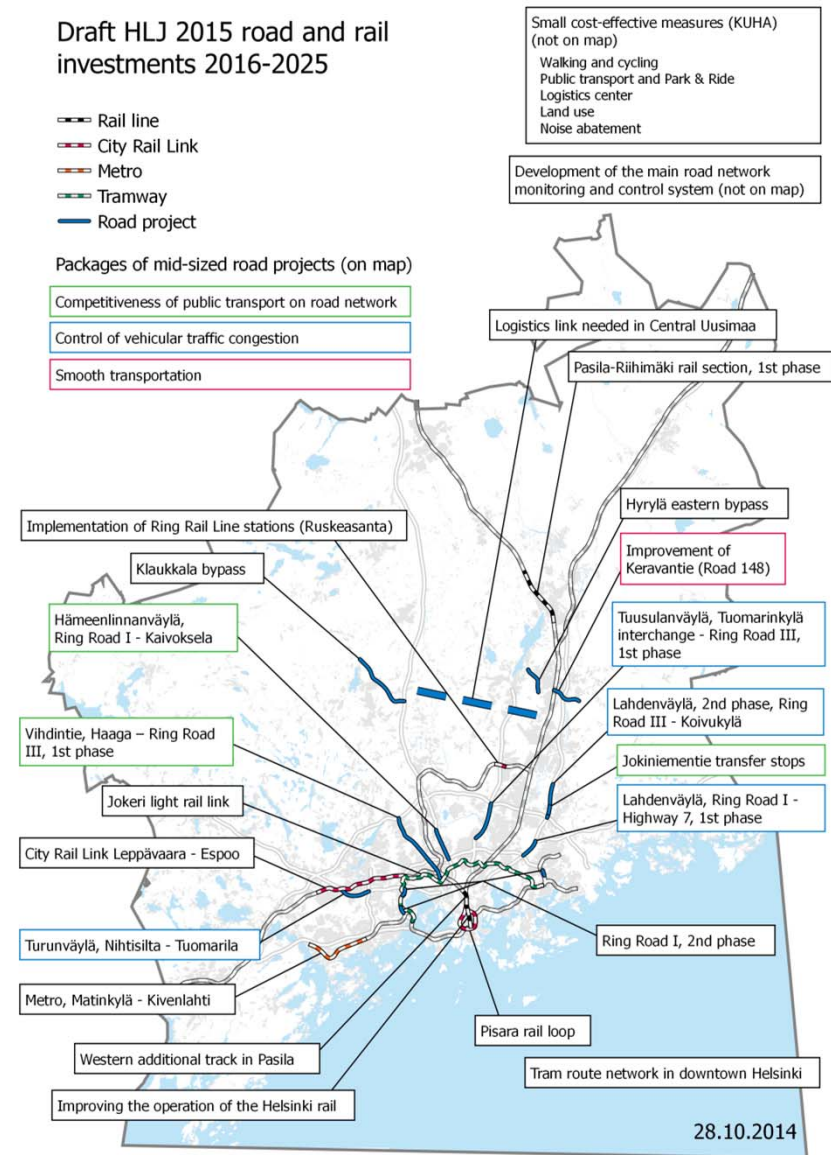 Draft HLJ 2015 road and rail
investments 2016-2025
Rail line
City Rail Link
Metro
Tramway
Road project
Packages of mid-sized road projects (on map)
Competitiveness of public transport on road network
Control of vehicular traffic congestion
Smooth transportation
Small cost-effective measures (KUHA)
(not on map)
Walking and cycling
Public transport and Park & Ride
Logistics center
Land use
Noise abatement
Development of the main road network
monitoring and control system (not on map)
Logistics link needed in Central Uusimaa
Pasila-Riihimäki rail section, 1st phase
Hyrylä eastern bypass
Improvement of
Keravantie (Road 148)
Tuusulanväylä, Tuomarinkylä
interchange - Ring Road III,
1st phase
Lahdenväylä, 2nd phase, Ring
Road III - Koivukylä
Jokiniementie transfer stops
Lahdenväylä, Ring Road I -
Highway 7, 1st phase
Ring Road I, 2nd phase
Implementation of Ring Rail Line stations (Ruskeasanta)
Klaukkala bypass
Hämeenlinnanväylä,
Ring Road I - Kaivoksela
Vihdintie, Haaga – Ring Road
III, 1st phase
Jokeri light rail link
City Rail Link Leppävaara - Espoo
Turunväylä, Nihtisilta - Tuomarila
Metro, Matinkylä - Kivenlahti
Western additional track in Pasila
Improving the operation of the Helsinki rail
Pisara rail loop
Tram route network in downtown Helsinki
28.10.2014